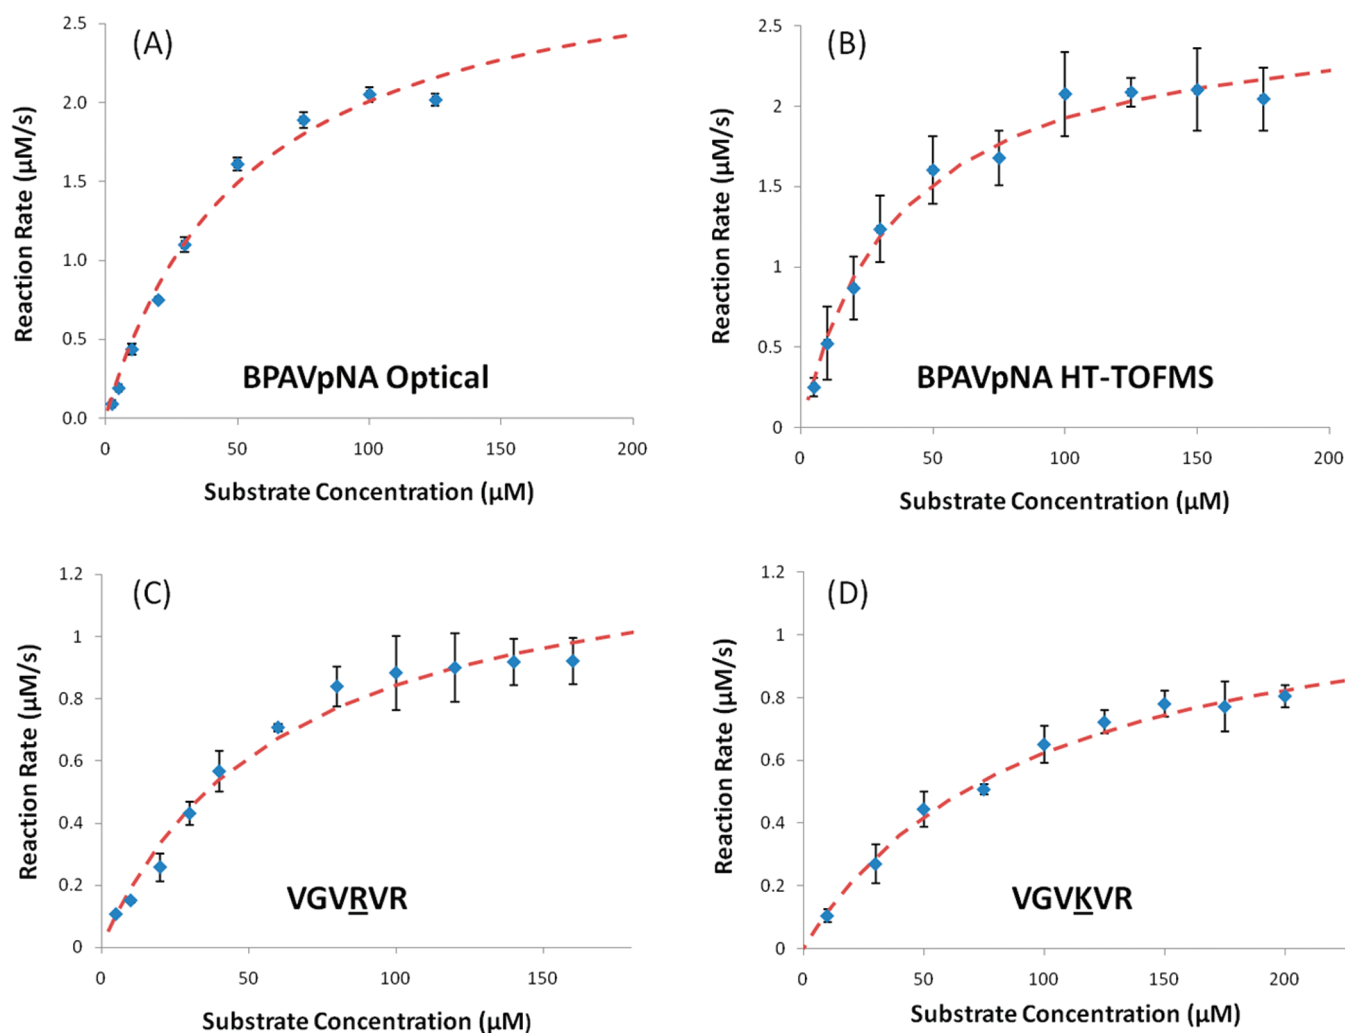 (A)
2.5
2.0
1.5
1.0
0.5
0.0
Reaction Rate (µM/s)
BPAVpNA Optical
0 50 100 150 200
Substrate Concentration (µM)
(B)
2.5
2
1.5
1
0.5
0
Reaction Rate (µM/s)
BPAVpNA HT-TOFMS
0 50 100 150 200
Substrate Concentration (µM)
(C)
1.2
1
0.8
0.6
0.4
0.2
0
Reaction Rate (µM/s)
VGVRVR
0 50 100 150
Substrate Concentration (µM)
(D)
1.2
1
0.8
0.6
0.4
0.2
0
Reaction Rate (µM/s)
VGVKVR
0 50 100 150 200
Substrate Concentration (µM)